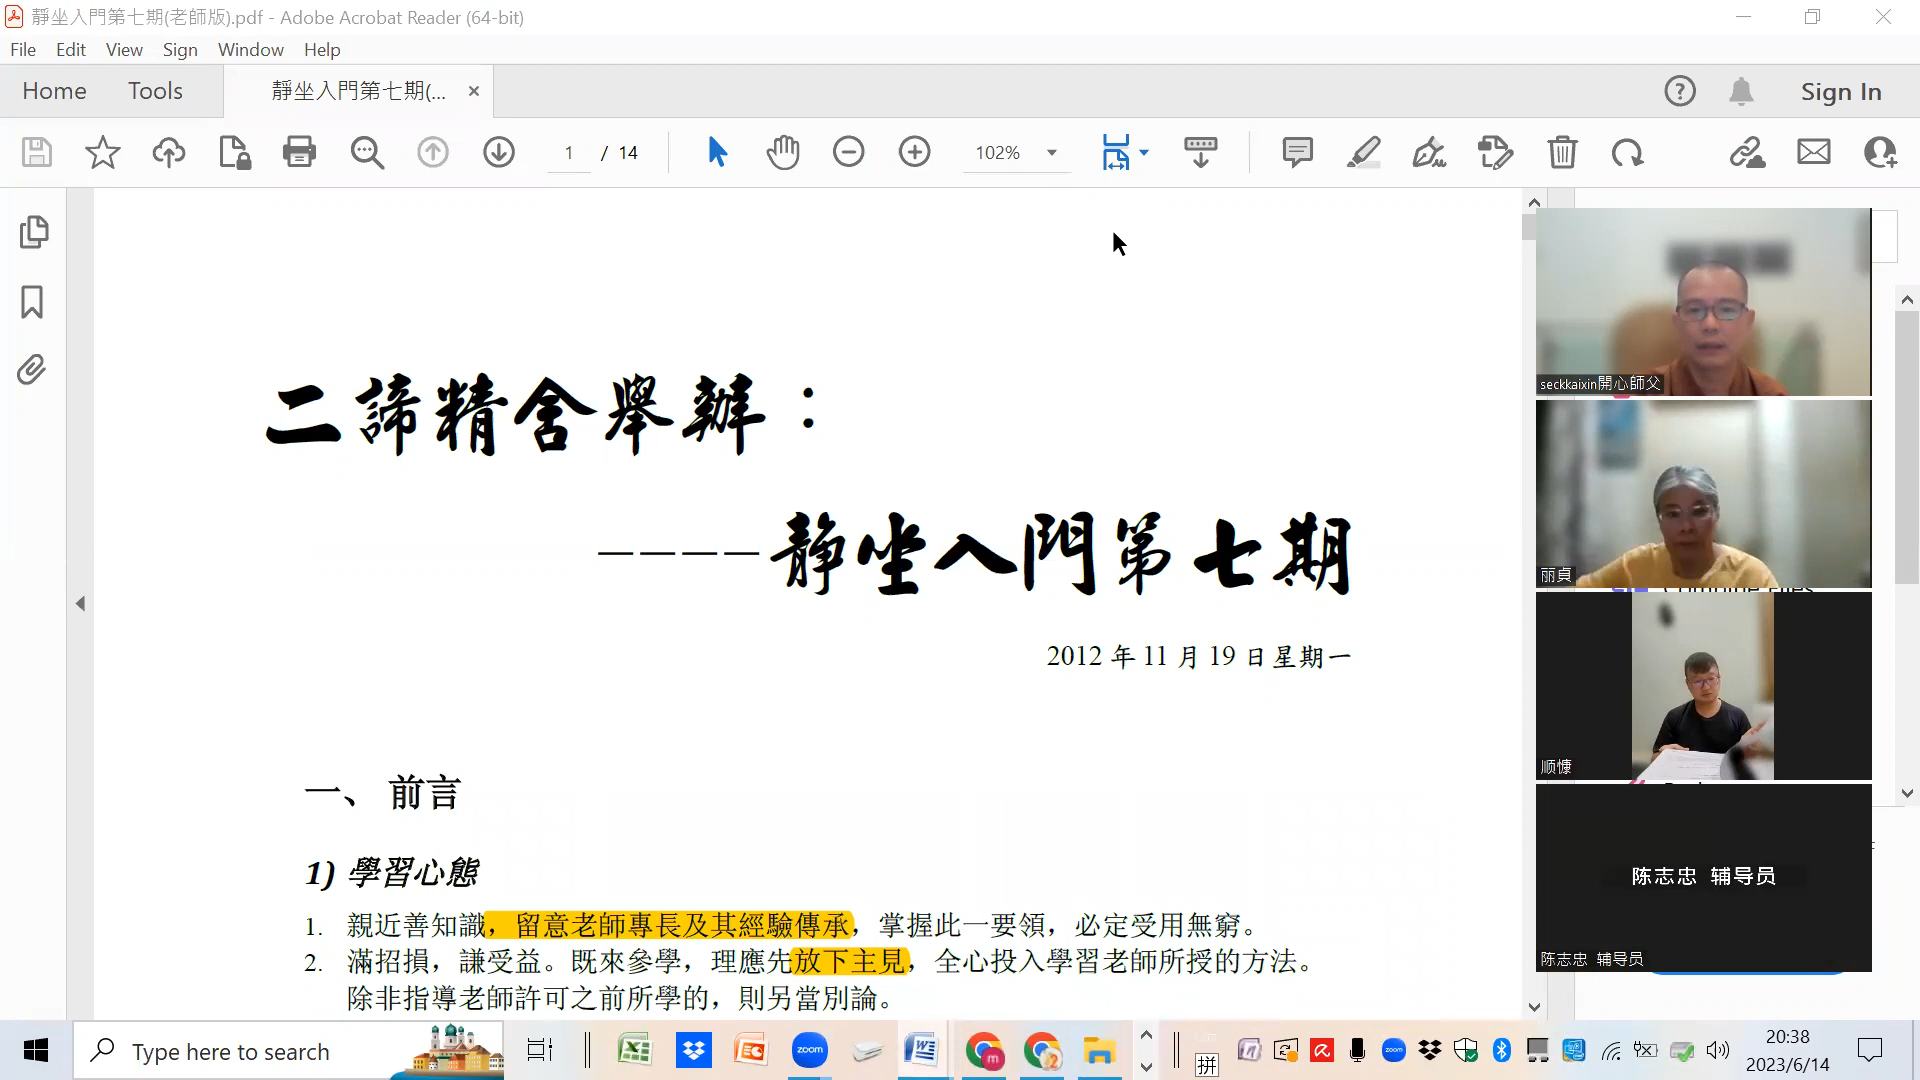 靜坐入門第七期(老師版).pdf - Adobe Acrobat Reader (64-bit)
File Edit View Sign Window Help
Home Tools 靜坐入門第七期(... × Sign In
1 / 14 102%
二諦精舍舉辦：
————靜坐入門第七期
2012 年 11 月 19 日星期一
一、 前言
1) 學習心態
1. 親近善知識，留意老師專長及其經驗傳承，掌握此一要領，必定受用無窮。
2. 滿招損，謙受益。既來參學，理應先放下主見，全心投入學習老師所授的方法。
除非指導老師許可之前所學的，則另當別論。
seckkaixin開心師父
丽貞
顺慷
陈志忠 辅导员
陈志忠 辅导员
Type here to search
zoom
拼
zoom
20:38
2023/6/14